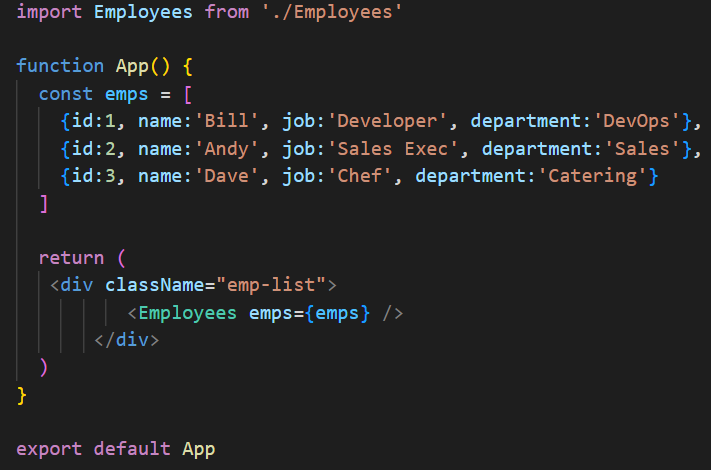 import Employees from './Employees'
function App() {
const emps = [
{id:1, name:'Bill', job:'Developer', department:'DevOps'},
{id:2, name:'Andy', job:'Sales Exec', department:'Sales'},
{id:3, name:'Dave', job:'Chef', department:'Catering'}
]
return (
<div className="emp-list">
<Employees emps={emps} />
</div>
)
}
export default App